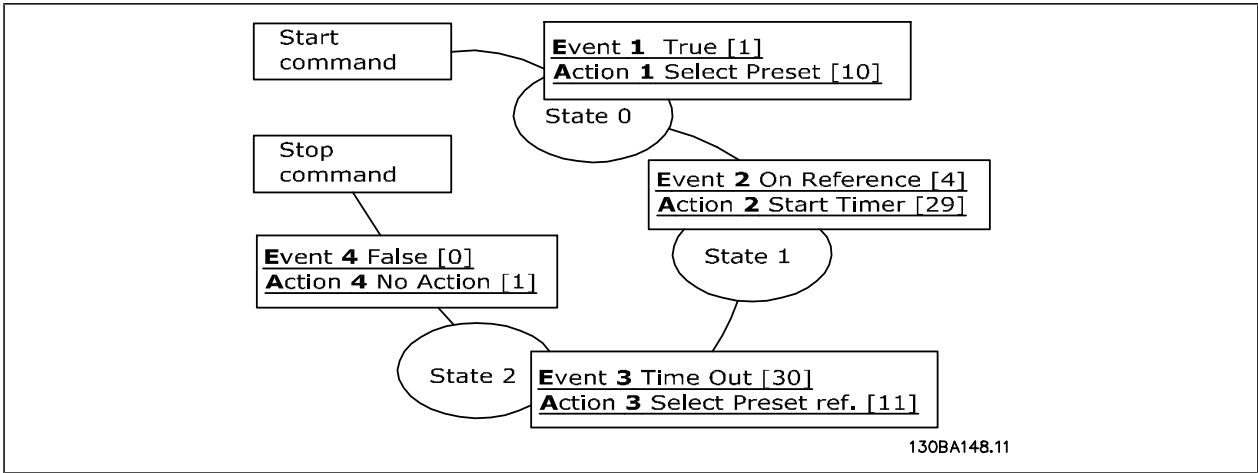 Start
command
Event 1 True [1]
Action 1 Select Preset [10]
State 0
Stop
command
Event 2 On Reference [4]
Action 2 Start Timer [29]
State 1
Event 4 False [0]
Action 4 No Action [1]
State 2
Event 3 Time Out [30]
Action 3 Select Preset ref. [11]
130BA148.11